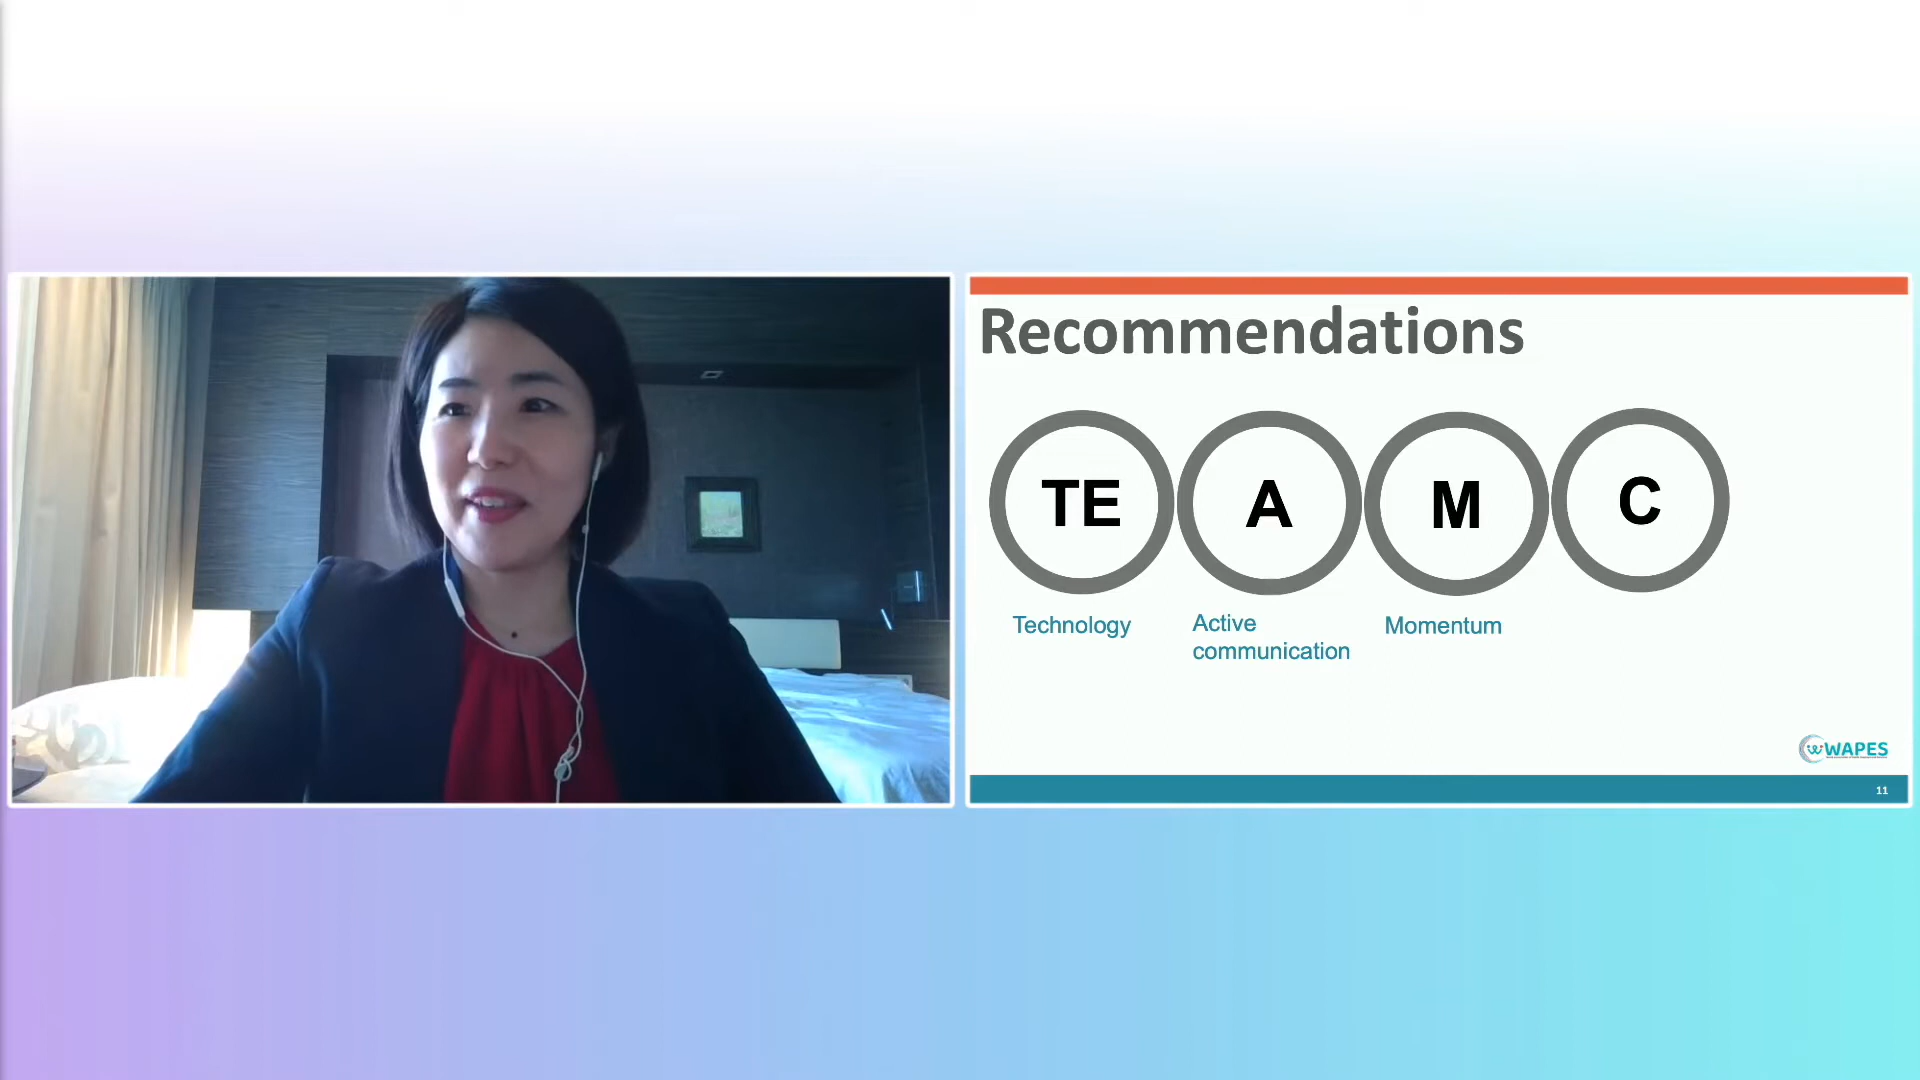 Recommendations
TE
A
M
C
Technology
Active
communication
Momentum
WAPES
11